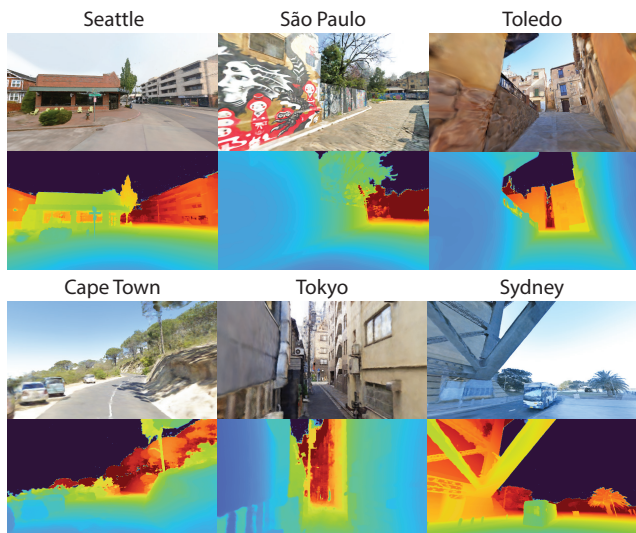 Seattle
São Paulo
Toledo
Cape Town
Tokyo
Sydney